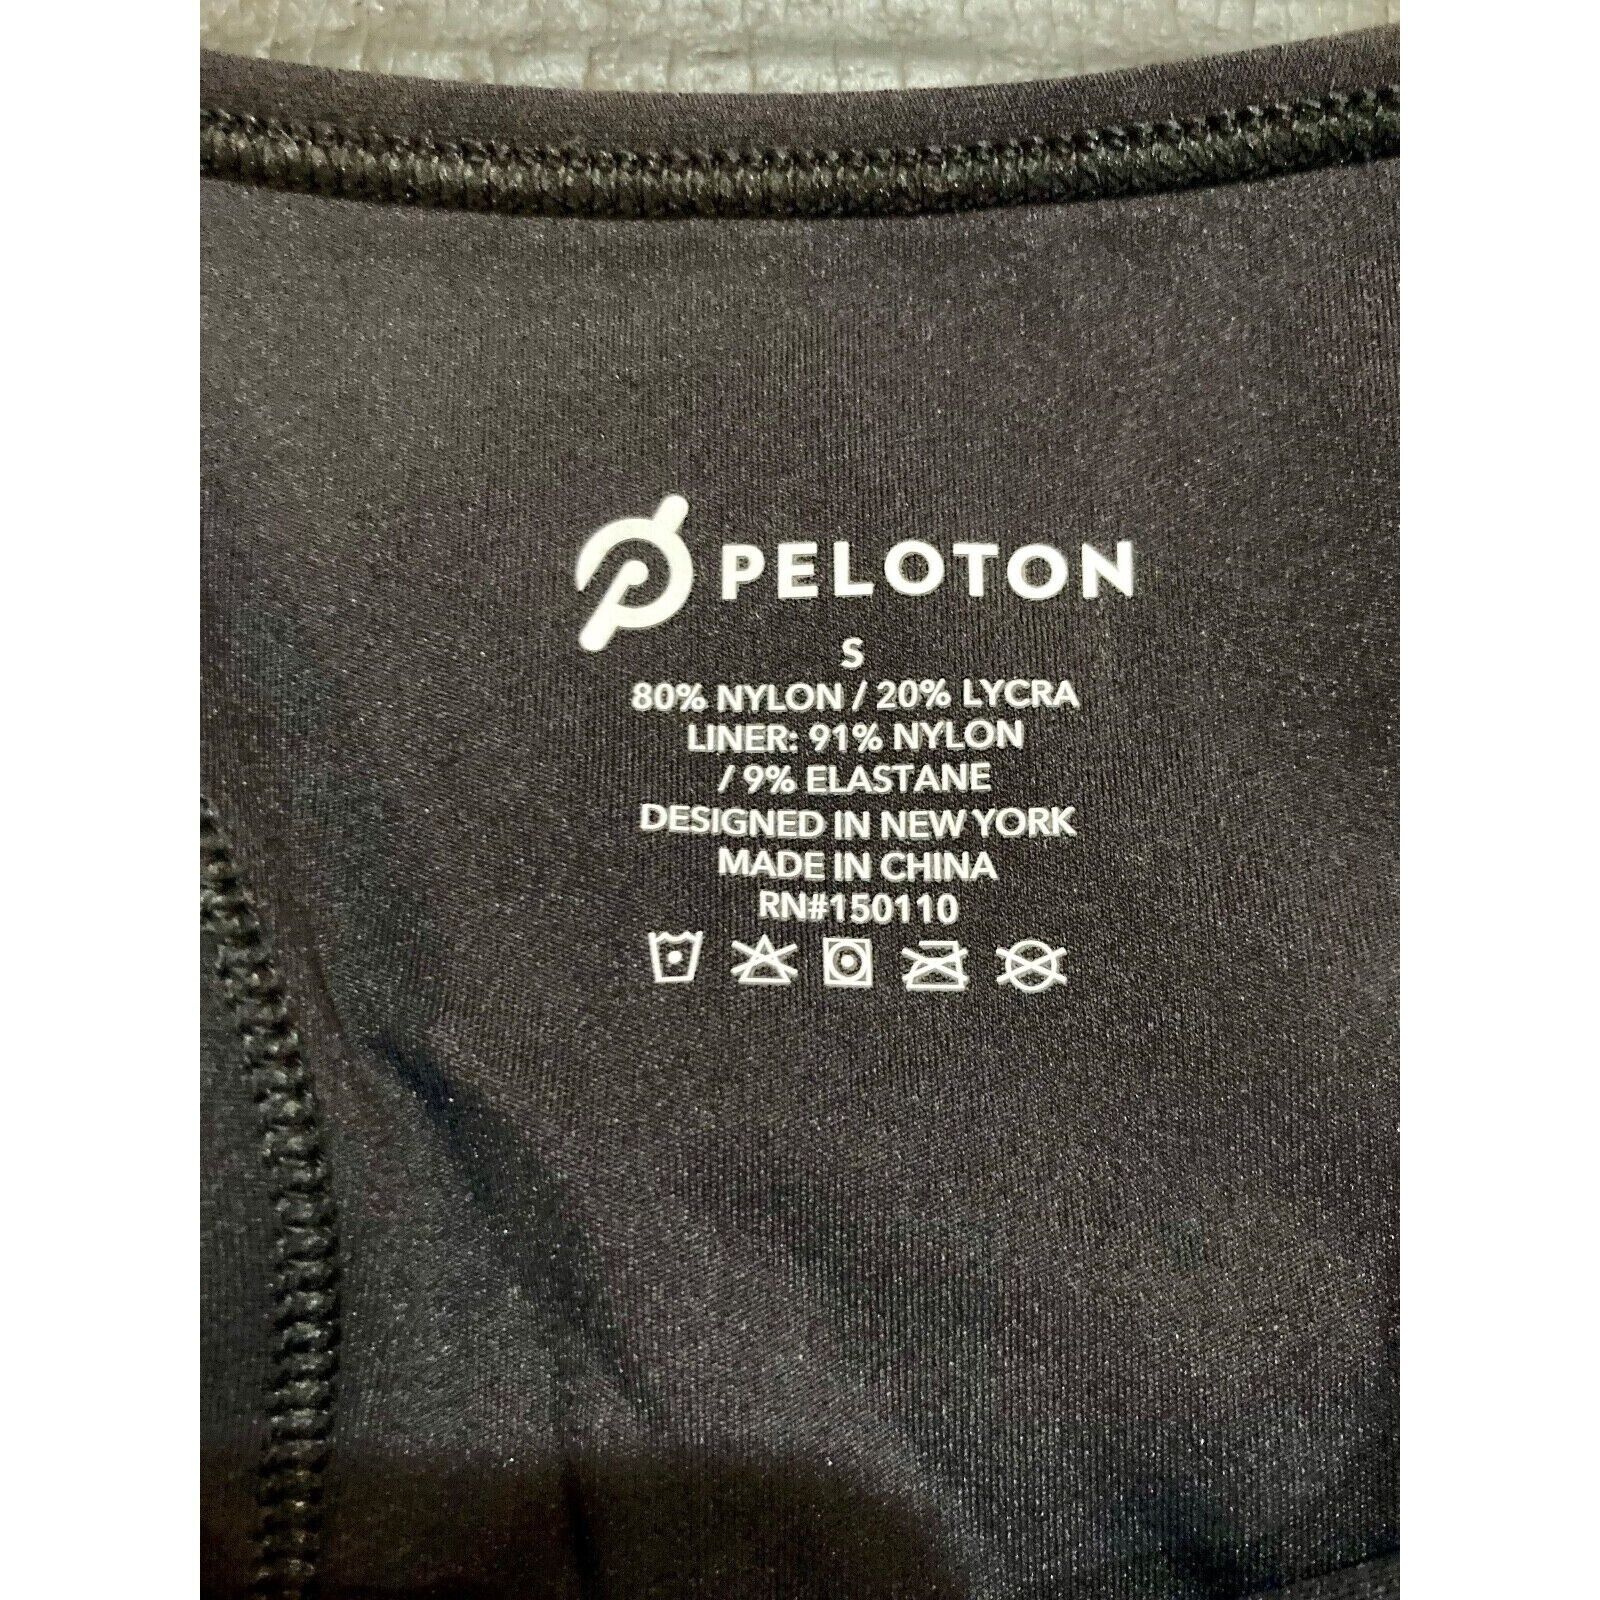 PELOTON
S
80% NYLON / 20% LYCRA
LINER: 91% NYLON
/ 9% ELASTANE
DESIGNED IN NEW YORK
MADE IN CHINA
RN#150110